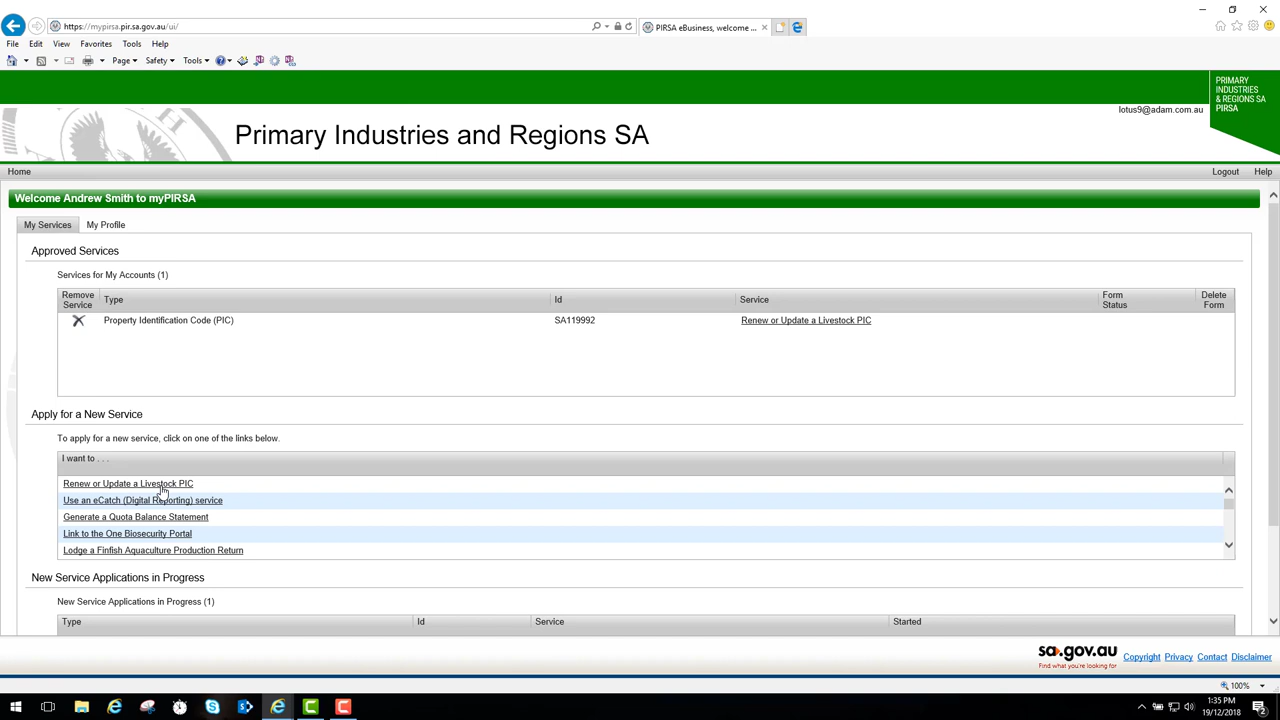 https://mypirsa.pir.sa.gov.au/ui/
PIRSA eBusiness, welcome ...
File Edit View Favorites Tools Help
Page Safety Tools
PRIMARY
INDUSTRIES
& REGIONS SA
PIRSA
lotus9@adam.com.au
Primary Industries and Regions SA
Home Logout Help
Welcome Andrew Smith to myPIRSA
My Services My Profile
Approved Services
Services for My Accounts (1)
Remove Service Type Id Service Form Status Delete Form
Property Identification Code (PIC) SA119992 Renew or Update a Livestock PIC
Apply for a New Service
To apply for a new service, click on one of the links below.
I want to . . .
Renew or Update a Livestock PIC
Use an eCatch (Digital Reporting) service
Generate a Quota Balance Statement
Link to the One Biosecurity Portal
Lodge a Finfish Aquaculture Production Return
New Service Applications in Progress
New Service Applications in Progress (1)
Type Id Service Started
sa.gov.au
Find what you're looking for
Copyright Privacy Contact Disclaimer
100%
1:35 PM
19/12/2018
2